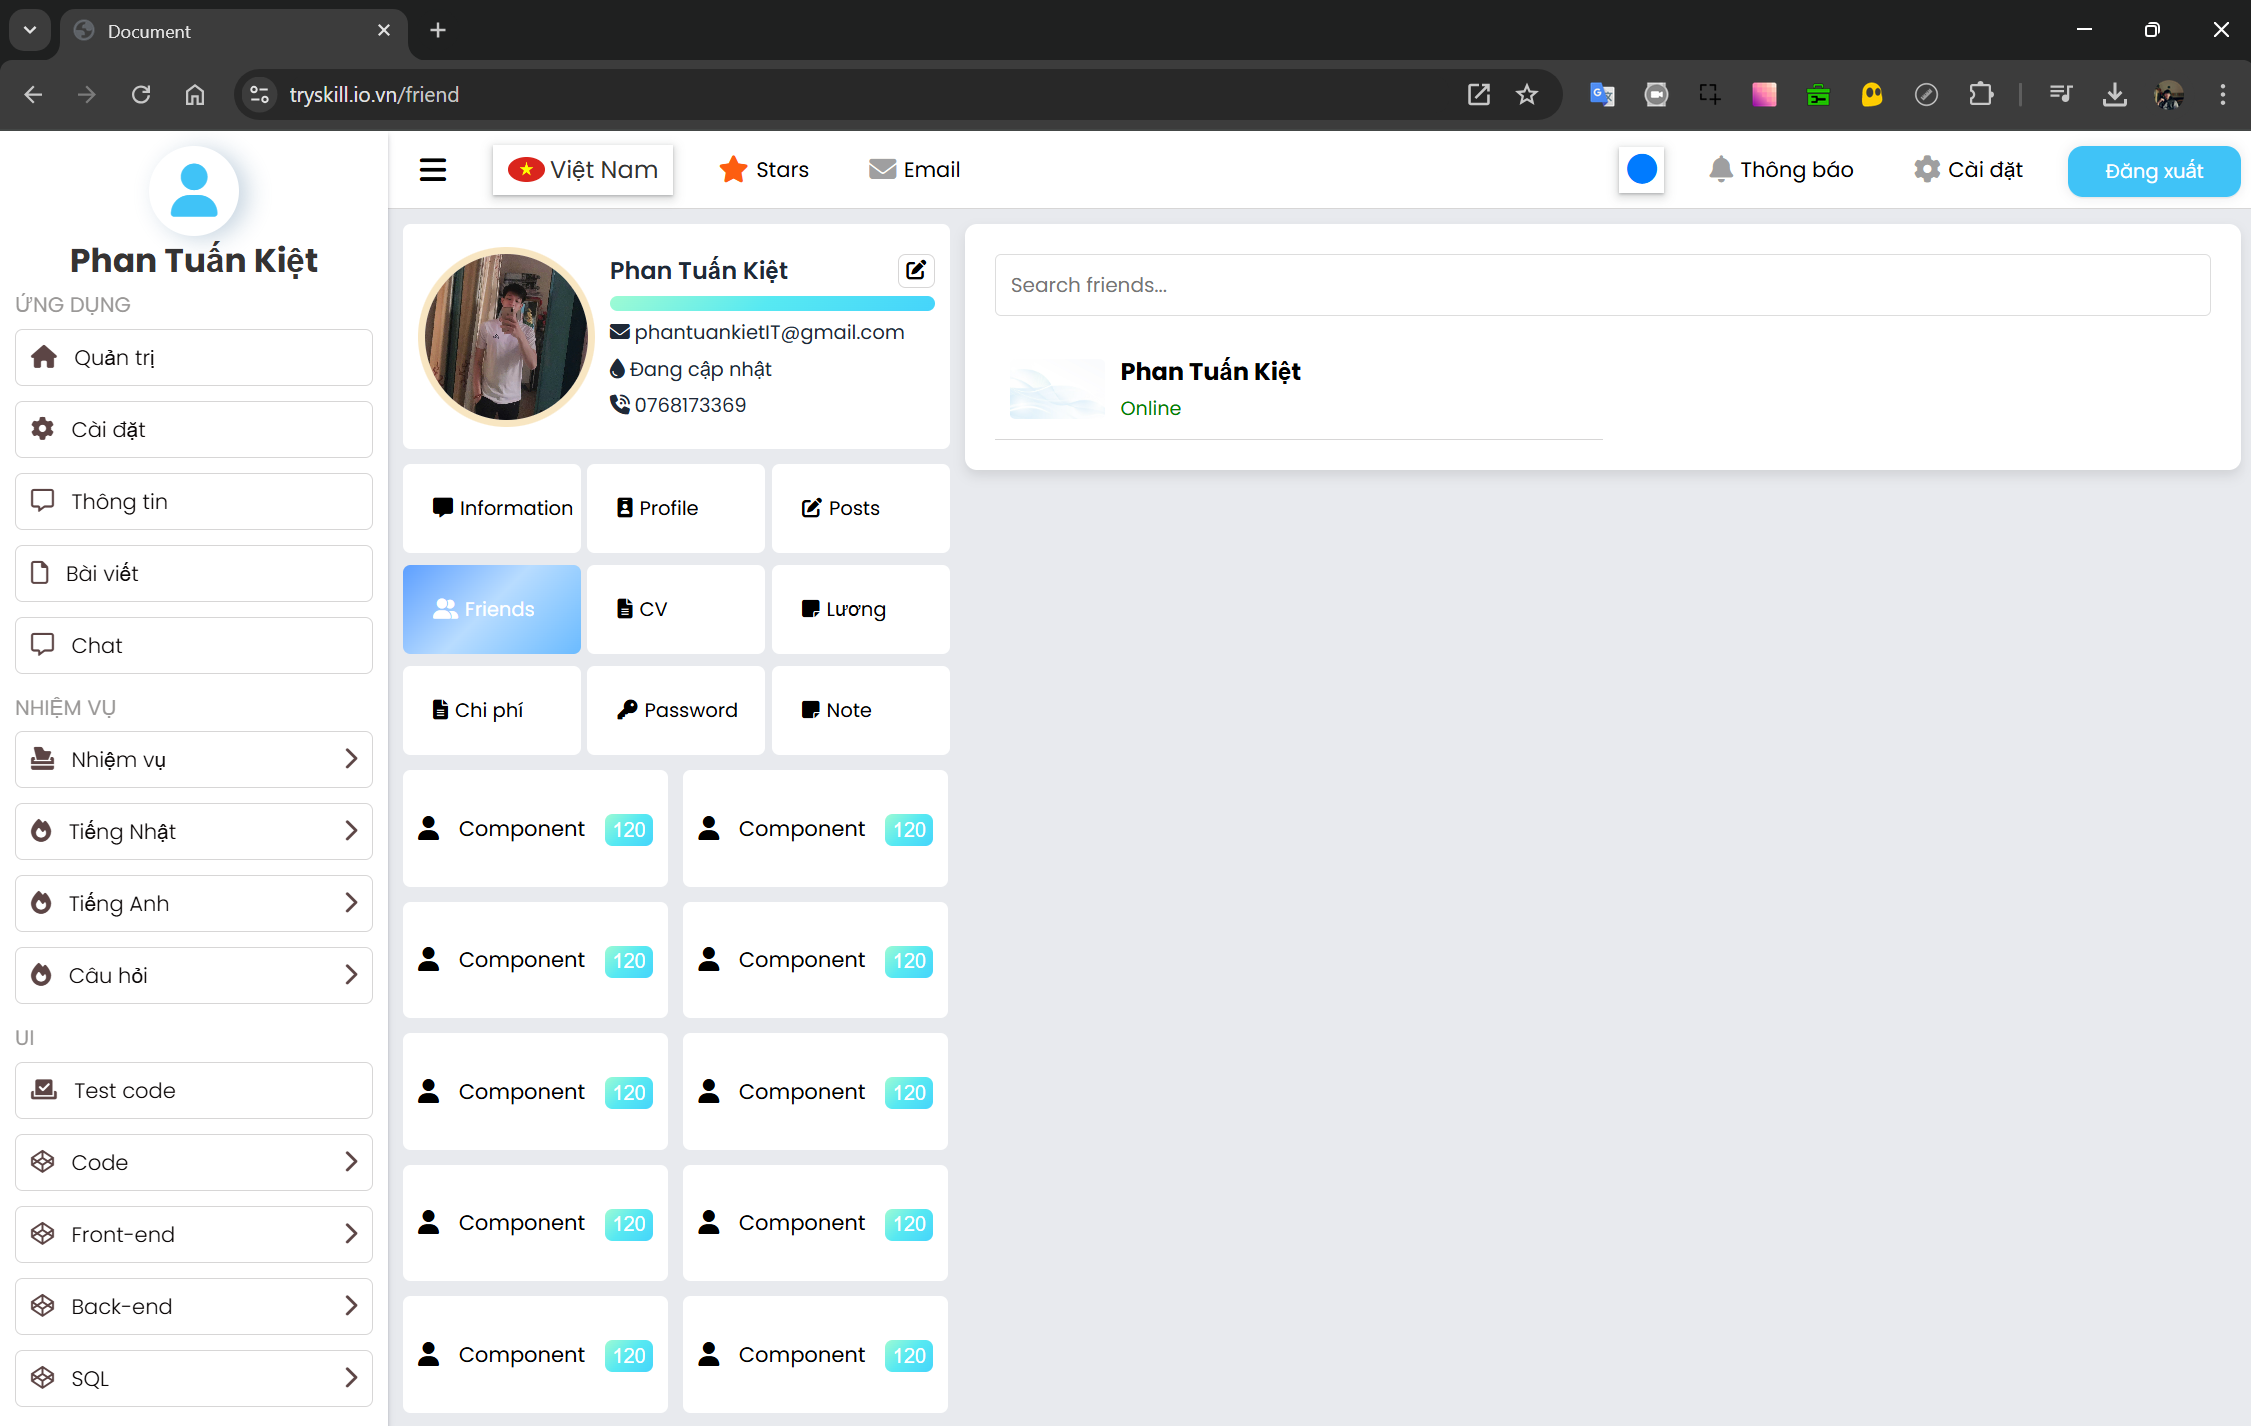 Document
tryskill.io.vn/friend
Phan Tuấn Kiệt
ỨNG DỤNG
Quản trị
Cài đặt
Thông tin
Bài viết
Chat
NHIỆM VỤ
Nhiệm vụ
Tiếng Nhật
Tiếng Anh
Câu hỏi
UI
Test code
Code
Front-end
Back-end
SQL
Việt Nam
Stars
Email
Thông báo
Cài đặt
Đăng xuất
Phan Tuấn Kiệt
phantuankietIT@gmail.com
Đang cập nhật
0768173369
Information
Profile
Posts
Friends
CV
Lương
Chi phí
Password
Note
Component 120
Component 120
Component 120
Component 120
Component 120
Component 120
Component 120
Component 120
Component 120
Component 120
Search friends...
Phan Tuấn Kiệt
Online